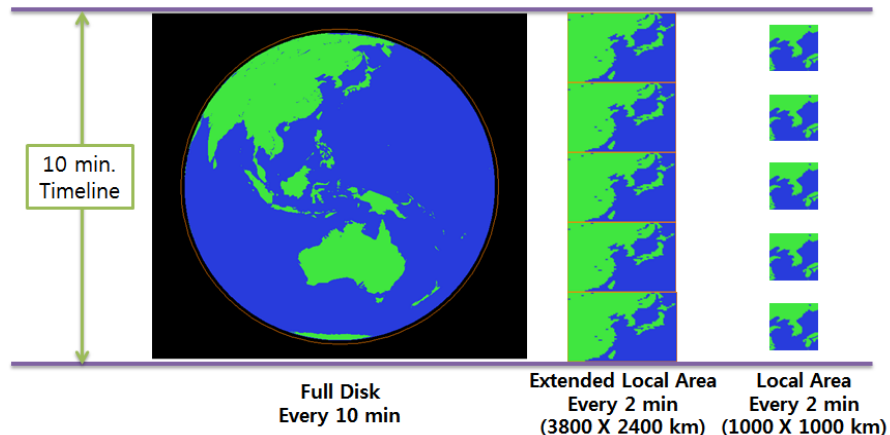 10 min.
Timeline
Full Disk
Every 10 min
Extended Local Area
Every 2 min
(3800 X 2400 km)
Local Area
Every 2 min
(1000 X 1000 km)